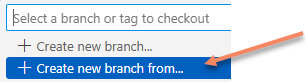 Select a branch or tag to checkout
+ Create new branch...
+ Create new branch from...